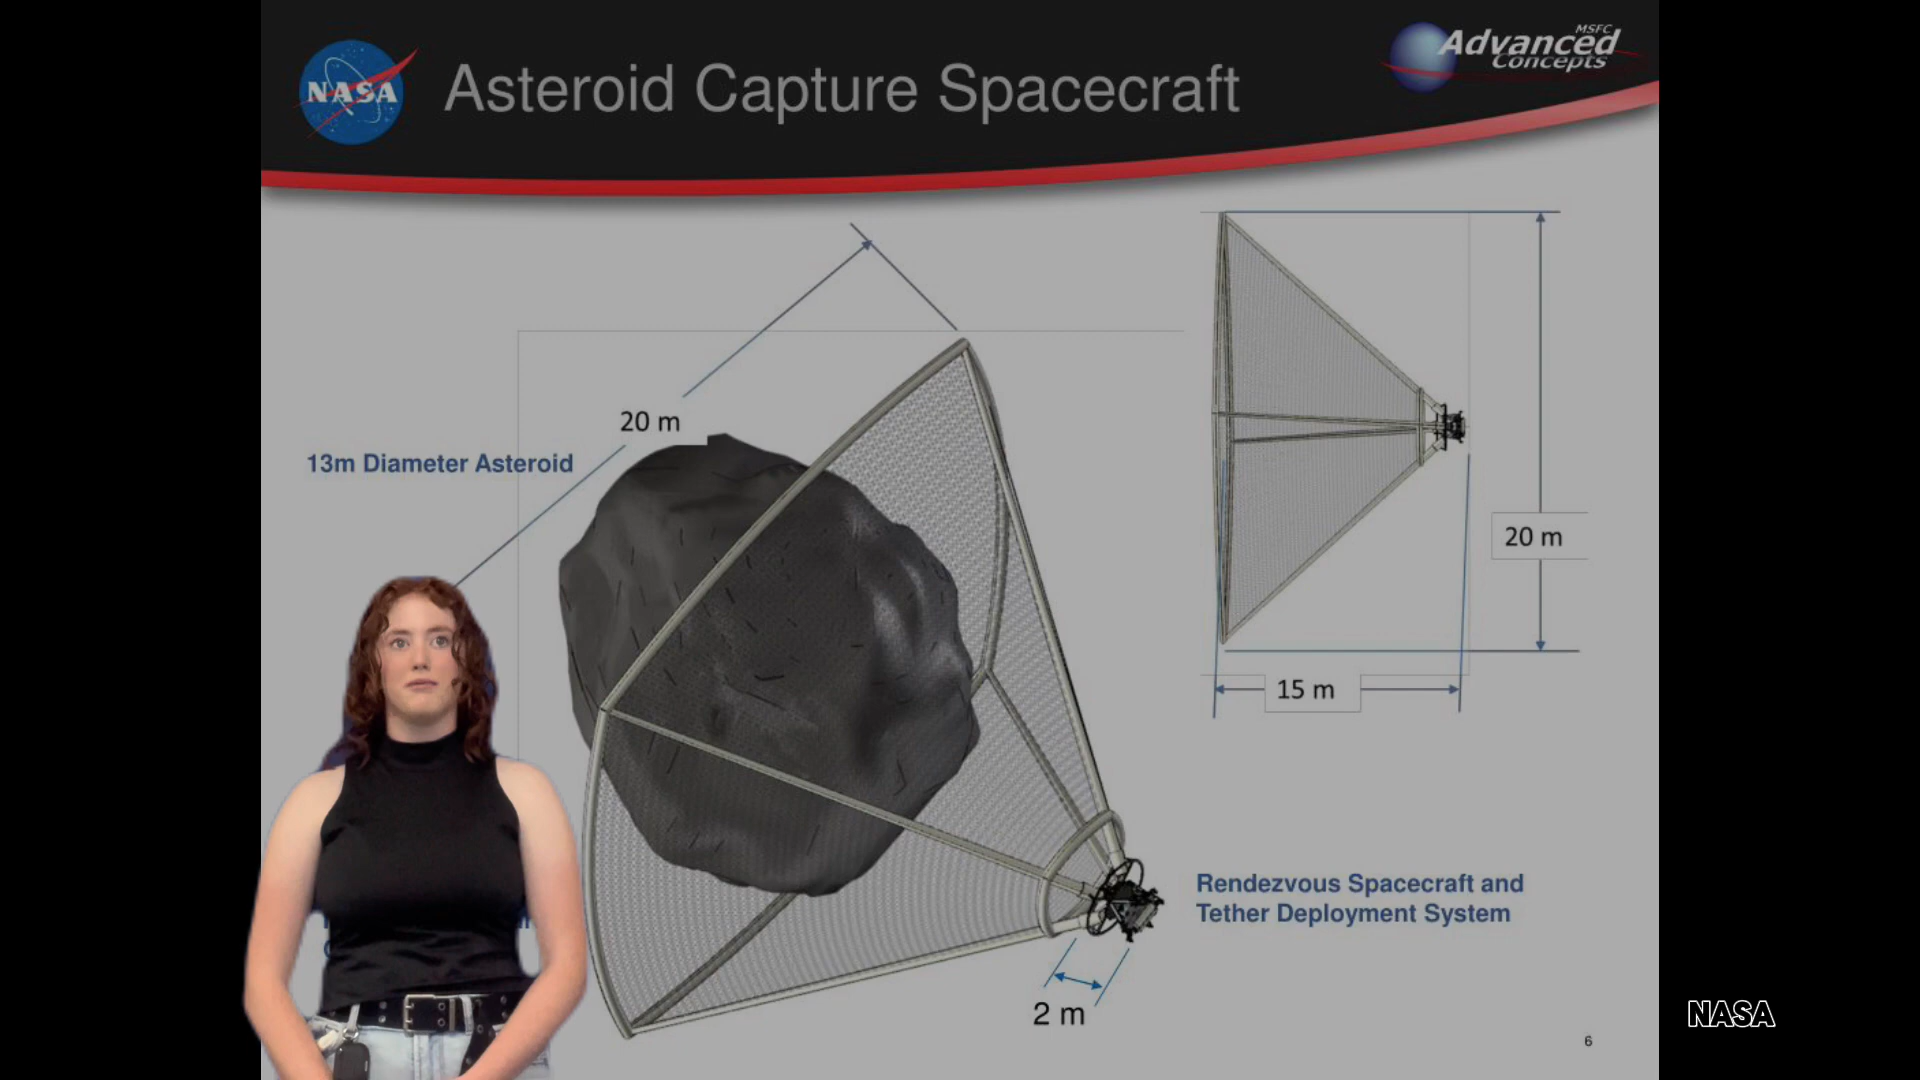 NASA
Asteroid Capture Spacecraft
MSFC
Advanced
Concepts
20 m
13m Diameter Asteroid
20 m
15 m
Rendezvous Spacecraft and
Tether Deployment System
2 m
NASA
6